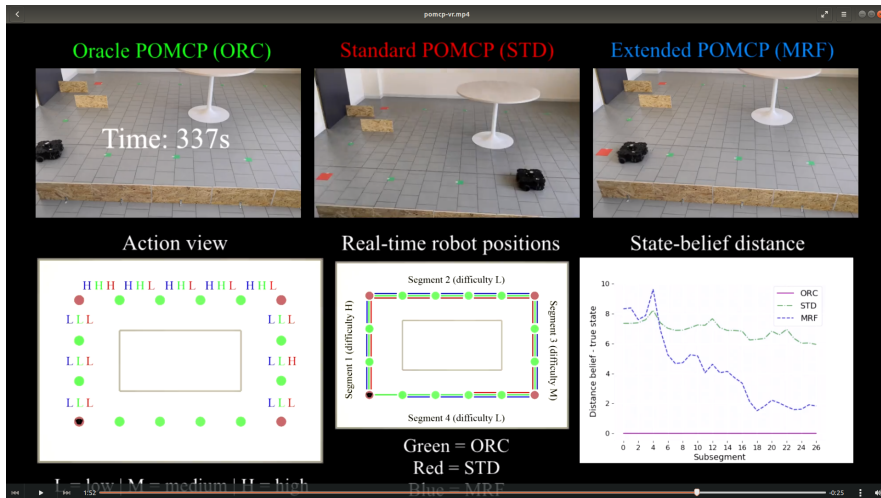 pomcp-vr.mp4
Oracle POMCP (ORC)
Standard POMCP (STD)
Extended POMCP (MRF)
Time: 337s
Action view
Real-time robot positions
State-belief distance
H H H H H L H H L H H L H H L
L L L
L L L
L L L
L L L
L L H
L L L
Segment 2 (difficulty L)
Segment 1 (difficulty H)
Segment 3 (difficulty M)
Segment 4 (difficulty L)
Green = ORC
Red = STD
Blue = MRF
L = low | M = medium | H = high
ORC
STD
MRF
Distance belief - true state
10
8
6
4
2
0
0 2 4 6 8 10 12 14 16 18 20 22 24 26
Subsegment
1:52
-0:25